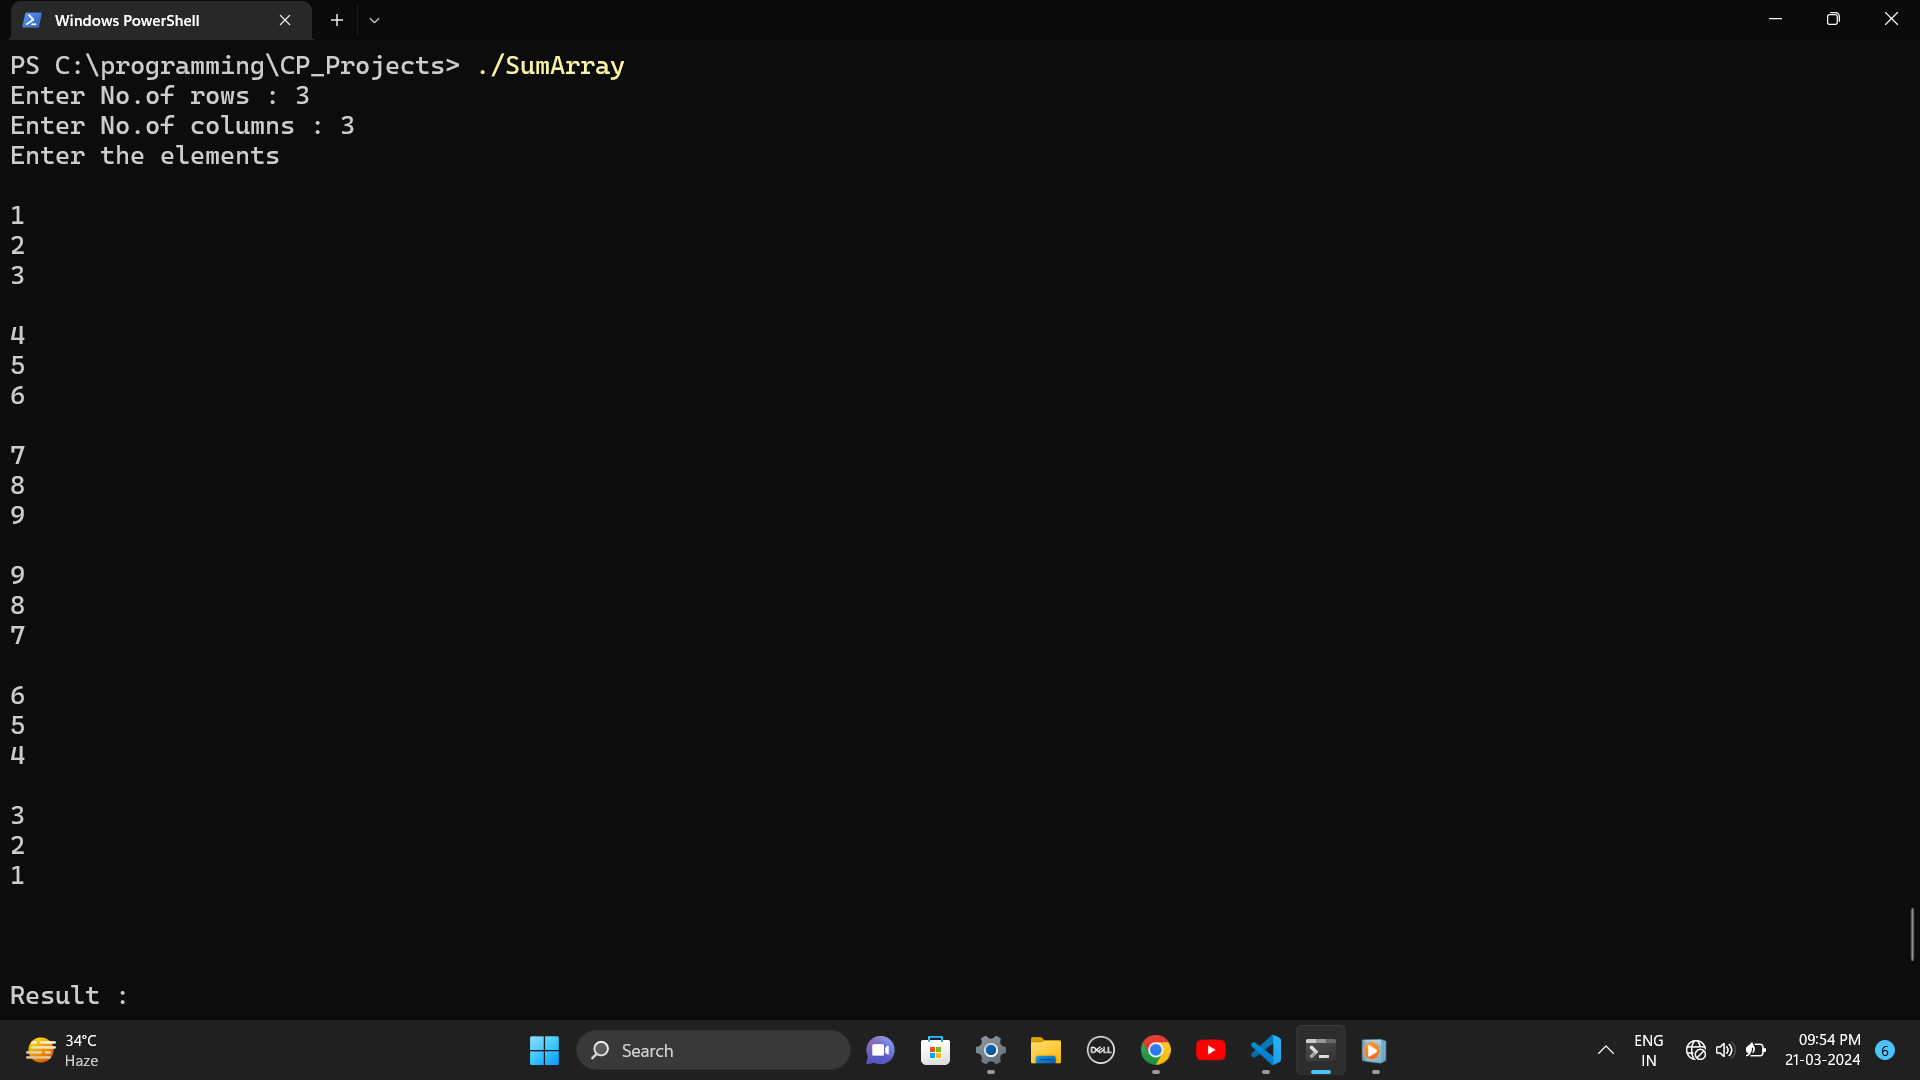 Windows PowerShell
PS C:\programming\CP_Projects> ./SumArray
Enter No.of rows : 3
Enter No.of columns : 3
Enter the elements
1
2
3
4
5
6
7
8
9
9
8
7
6
5
4
3
2
1
Result :
34°C
Haze
Search
DELL
ENG
IN
09:54 PM
21-03-2024
6